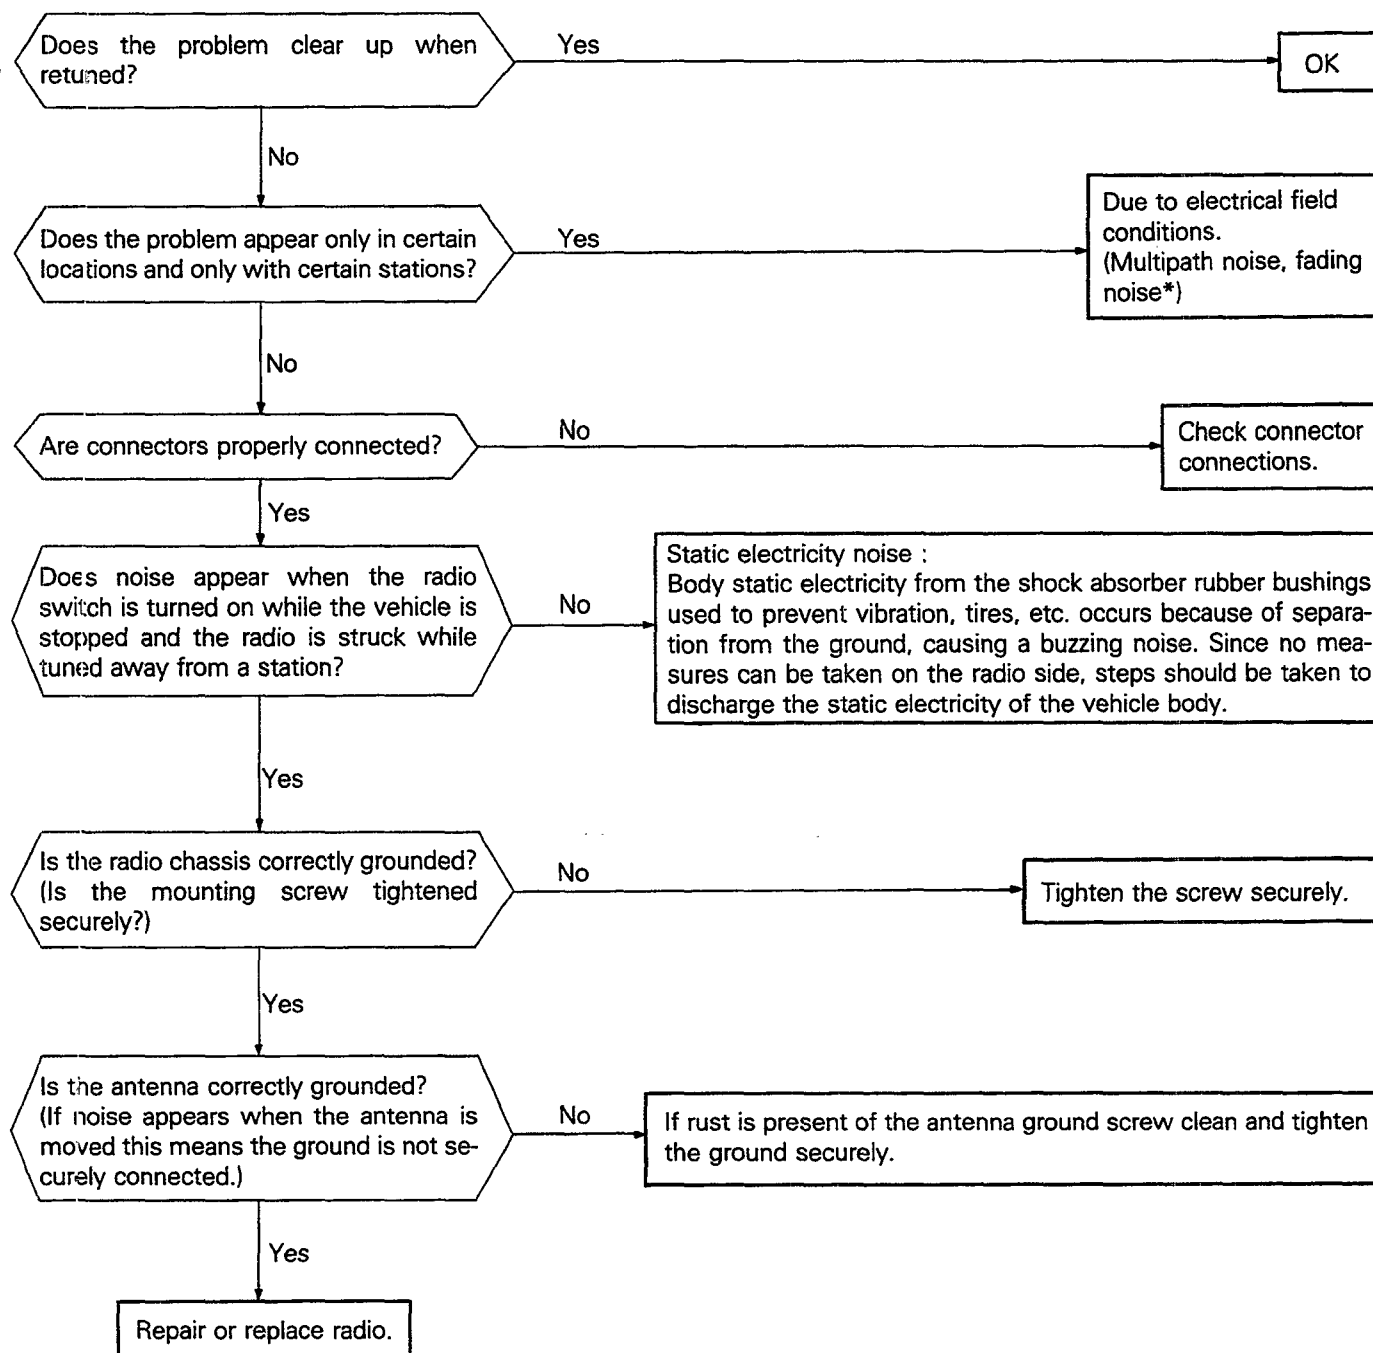 Does the problem clear up when
retuned?
Yes
OK
No
Does the problem appear only in certain
locations and only with certain stations?
Yes
Due to electrical field
conditions.
(Multipath noise, fading
noise*)
No
Are connectors properly connected?
No
Check connector
connections.
Yes
Does noise appear when the radio
switch is turned on while the vehicle is
stopped and the radio is struck while
tuned away from a station?
No
Static electricity noise :
Body static electricity from the shock absorber rubber bushings
used to prevent vibration, tires, etc. occurs because of separa-
tion from the ground, causing a buzzing noise. Since no mea-
sures can be taken on the radio side, steps should be taken to
discharge the static electricity of the vehicle body.
Yes
Is the radio chassis correctly grounded?
(Is the mounting screw tightened
securely?)
No
Tighten the screw securely.
Yes
Is the antenna correctly grounded?
(If noise appears when the antenna is
moved this means the ground is not se-
curely connected.)
No
If rust is present of the antenna ground screw clean and tighten
the ground securely.
Yes
Repair or replace radio.